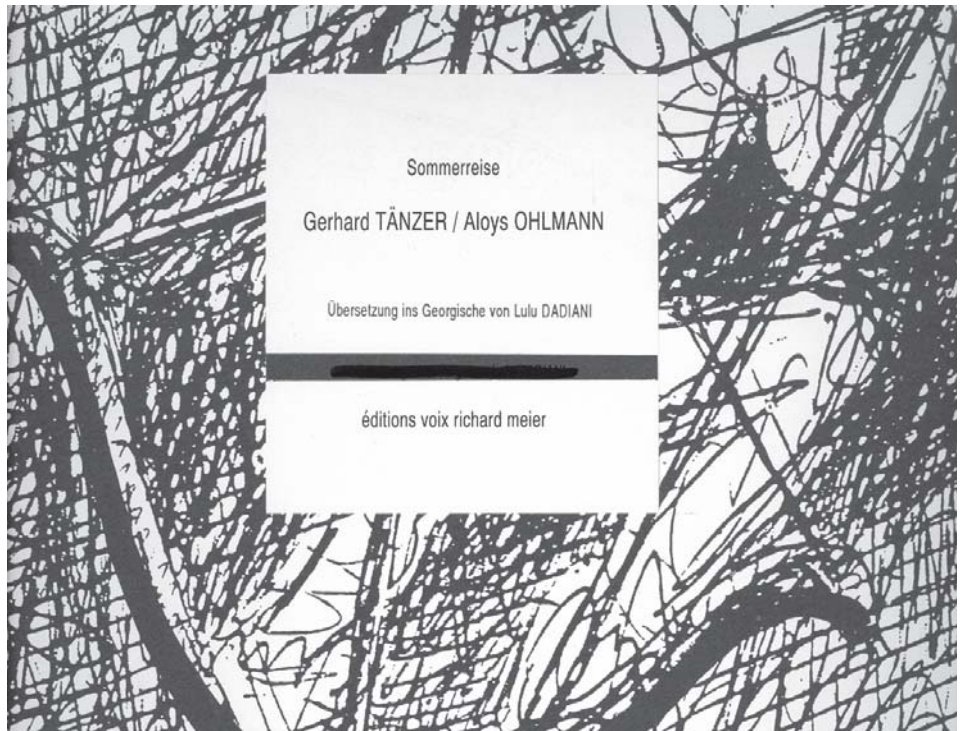 Sommerreise
Gerhard TÄNZER / Aloys OHLMANN
Übersetzung ins Georgische von Lulu DADIANI
éditions voix richard meier